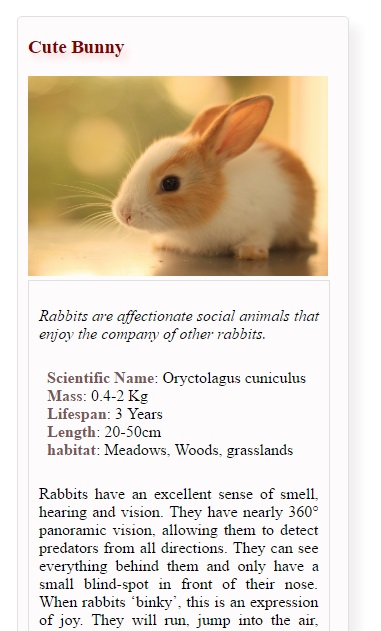 Cute Bunny
Rabbits are affectionate social animals that
enjoy the company of other rabbits.
Scientific Name: Oryctolagus cuniculus
Mass: 0.4-2 Kg
Lifespan: 3 Years
Length: 20-50cm
habitat: Meadows, Woods, grasslands
Rabbits have an excellent sense of smell,
hearing and vision. They have nearly 360°
panoramic vision, allowing them to detect
predators from all directions. They can see
everything behind them and only have a
small blind-spot in front of their nose.
When rabbits ‘binky’, this is an expression
of joy. They will run, jump into the air,